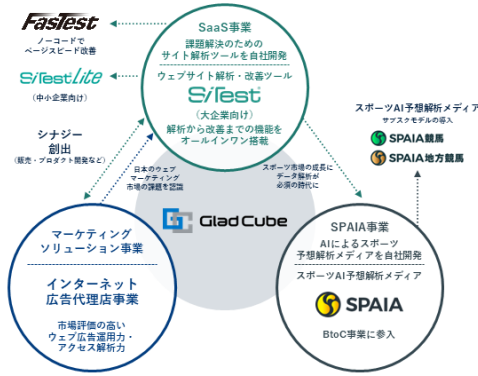 FasTest
ノーコードで
ページスピード改善
SiTest Lite
(中小企業向け)
SaaS事業
課題解決のための
サイト解析ツールを自社開発
ウェブサイト解析・改善ツール
SiTest
(大企業向け)
解析から改善までの機能を
オールインワン搭載
シナジー
創出
(販売・プロダクト開発など)
日本のウェブ
マーケティング
市場の課題を認識
スポーツ市場の成長に
データ解析が
必須の時代に
スポーツAI予想解析メディア
サブスクモデルの導入
SPAIA競馬
SPAIA地方競馬
Glad Cube
マーケティング
ソリューション事業
インターネット
広告代理店事業
市場評価の高い
ウェブ広告運用力・
アクセス解析力
SPAIA事業
AIによるスポーツ
予想解析メディアを自社開発
スポーツAI予想解析メディア
SPAIA
BtoC事業に参入